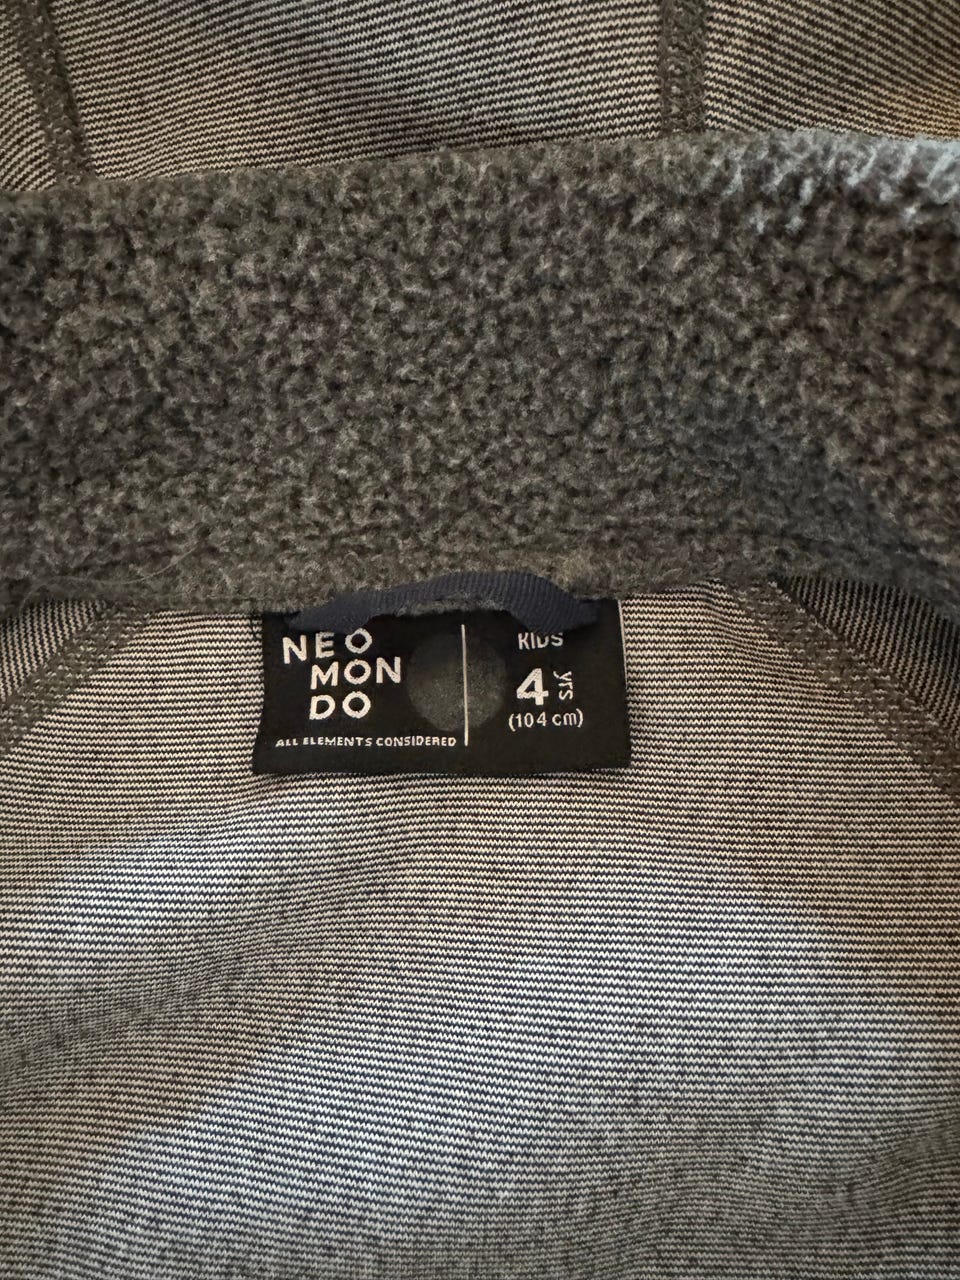 NEO
MON
DO
ALL ELEMENTS CONSIDERED
KIDS
4 yrs
(104 cm)